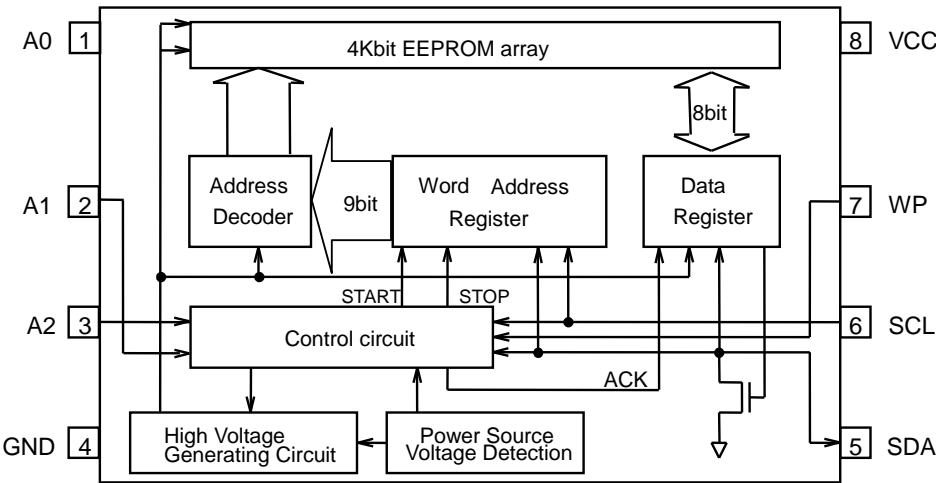 A0 1
4Kbit EEPROM array
8 VCC
8bit
Address
Decoder
9bit
Word Address
Register
Data
Register
A1 2
7 WP
START STOP
A2 3
Control circuit
6 SCL
ACK
GND 4
High Voltage
Generating Circuit
Power Source
Voltage Detection
5 SDA